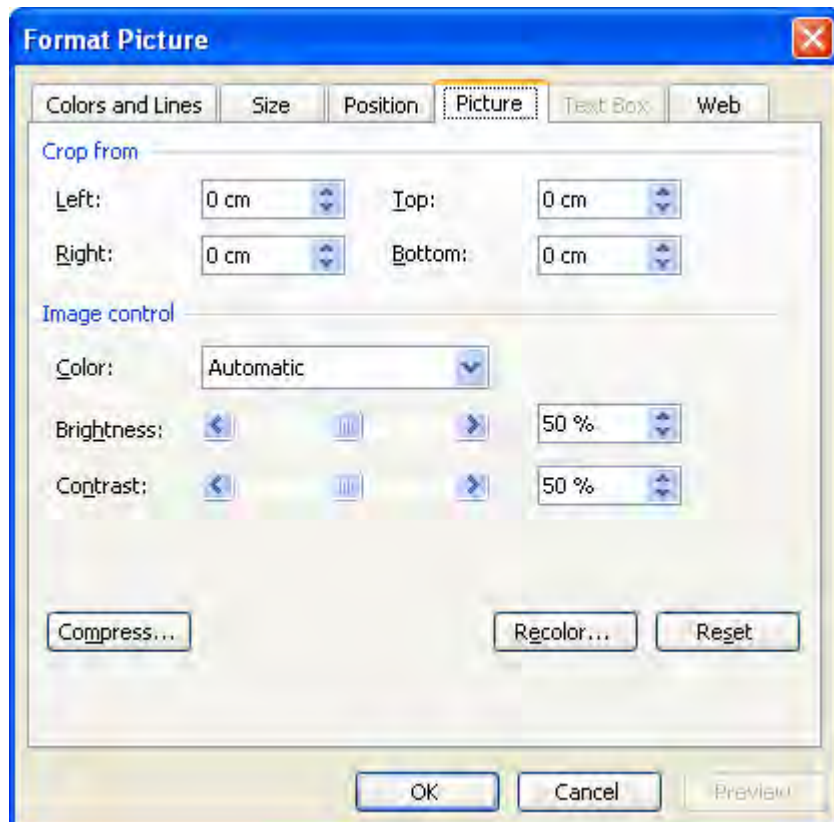 Format Picture
Colors and Lines Size Position Picture Text Box Web
Crop from
Left: 0 cm Top: 0 cm
Right: 0 cm Bottom: 0 cm
Image control
Color: Automatic
Brightness: 50 %
Contrast: 50 %
Compress... Recolor... Reset
OK Cancel Preview